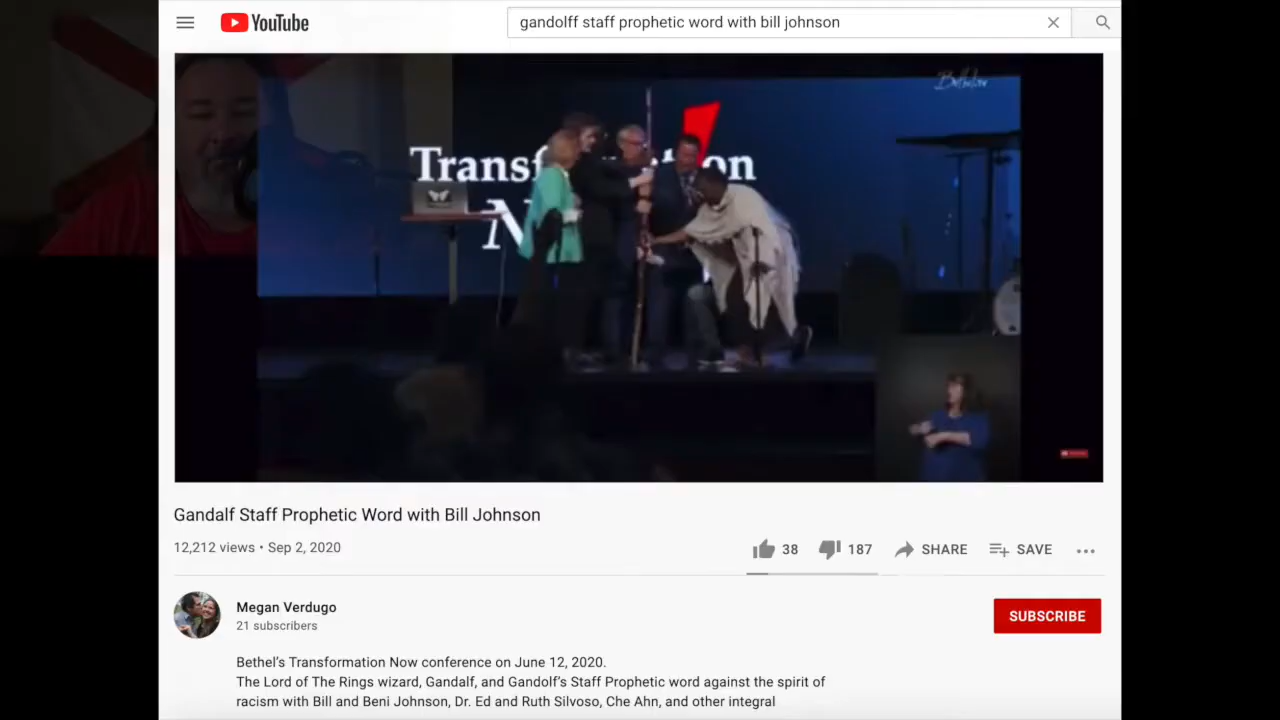 YouTube
gandolff staff prophetic word with bill johnson
Bethel.TV
Transformation
Gandalf Staff Prophetic Word with Bill Johnson
12,212 views • Sep 2, 2020
38 187 SHARE SAVE
Megan Verdugo
21 subscribers
SUBSCRIBE
Bethel's Transformation Now conference on June 12, 2020.
The Lord of The Rings wizard, Gandalf, and Gandolf's Staff Prophetic word against the spirit of
racism with Bill and Beni Johnson, Dr. Ed and Ruth Silvoso, Che Ahn, and other integral